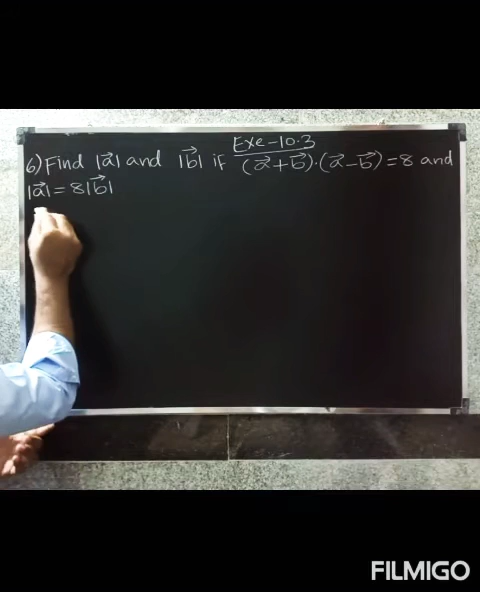 Exe-10.3
6) Find |a⃗| and |b⃗| if (a⃗+b⃗)·(a⃗-b⃗)=8 and
|a⃗|=8|b⃗|
FILMIGO